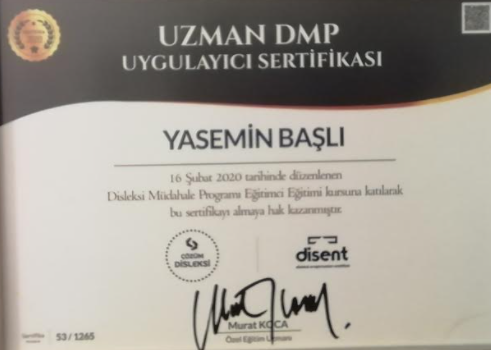 UZMAN DMP
UYGULAYICI SERTİFİKASI
YASEMİN BAŞLI
16 Şubat 2020 tarihinde düzenlenen
Disleksi Müdahale Programı Eğitimci Eğitimi kursuna katılarak
bu sertifikayı almaya hak kazanmıştır.
ÇÖZÜM
DİSLEKSİ
disent
Murat KOCA
Özel Eğitim Uzmanı
Sertifika
53 / 1265